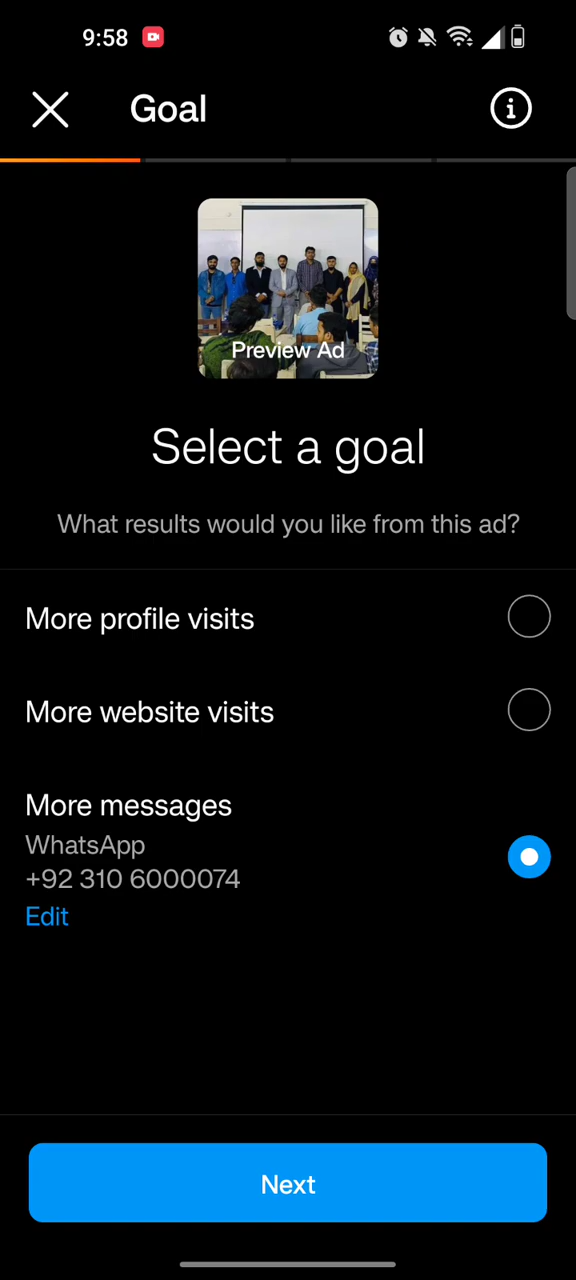 9:58
Goal
Preview Ad
Select a goal
What results would you like from this ad?
More profile visits
More website visits
More messages
WhatsApp
+92 310 6000074
Edit
Next